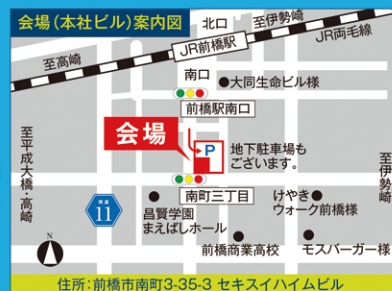 会場(本社ビル)案内図
北口
至伊勢崎
JR前橋駅
JR両毛線
至高崎
南口
大同生命ビル様
前橋駅南口
会場
P
地下駐車場も
ございます。
至平成大橋・高崎
至伊勢崎
県道
11
南町三丁目
昌賢学園
まえばしホール
けやき
ウォーク前橋様
N
前橋商業高校
モスバーガー様
住所:前橋市南町3-35-3 セキスイハイムビル